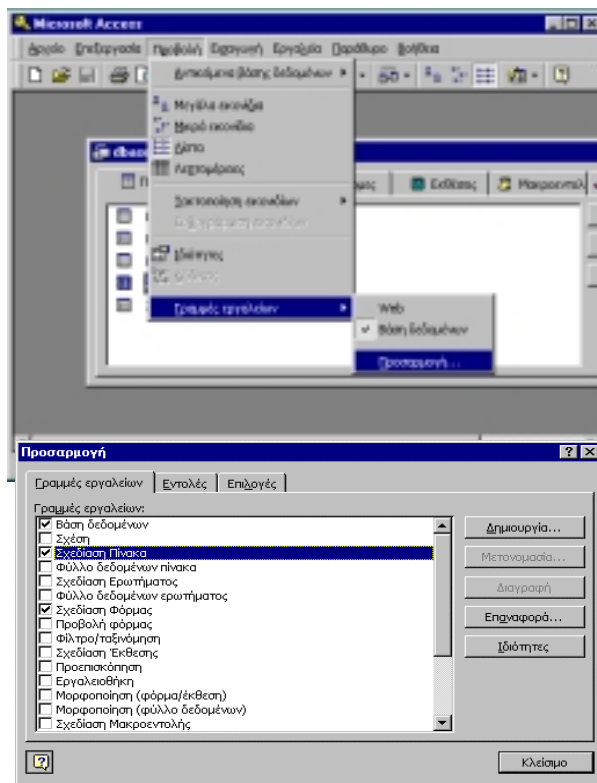 Microsoft Access
Αρχείο Επεξεργασία Προβολή Εισαγωγή Εργαλεία Παράθυρο Βοήθεια
Αντικείμενα βάσης δεδομένων
Μεγάλα εικονίδια
Μικρά εικονίδια
Λίστα
Λεπτομέρειες
Τακτοποίηση εικονιδίων
Ιδιότητες
Γραμμές εργαλείων
Web
Βάση δεδομένων
Προσαρμογή...
Εκθέσεις
Προσαρμογή
Γραμμές εργαλείων Εντολές Επιλογές
Γραμμές εργαλείων:
Βάση δεδομένων
Σχέση
Σχεδίαση Πίνακα
Φύλλο δεδομένων πίνακα
Σχεδίαση Ερωτήματος
Φύλλο δεδομένων ερωτήματος
Σχεδίαση Φόρμας
Προβολή φόρμας
Φίλτρο/ταξινόμηση
Σχεδίαση Έκθεσης
Προεπισκόπηση
Εργαλειοθήκη
Μορφοποίηση (φόρμα/έκθεση)
Μορφοποίηση (φύλλο δεδομένων)
Σχεδίαση Μακροεντολής
Δημιουργία...
Μετονομασία...
Διαγραφή
Επαναφορά...
Ιδιότητες
Κλείσιμο